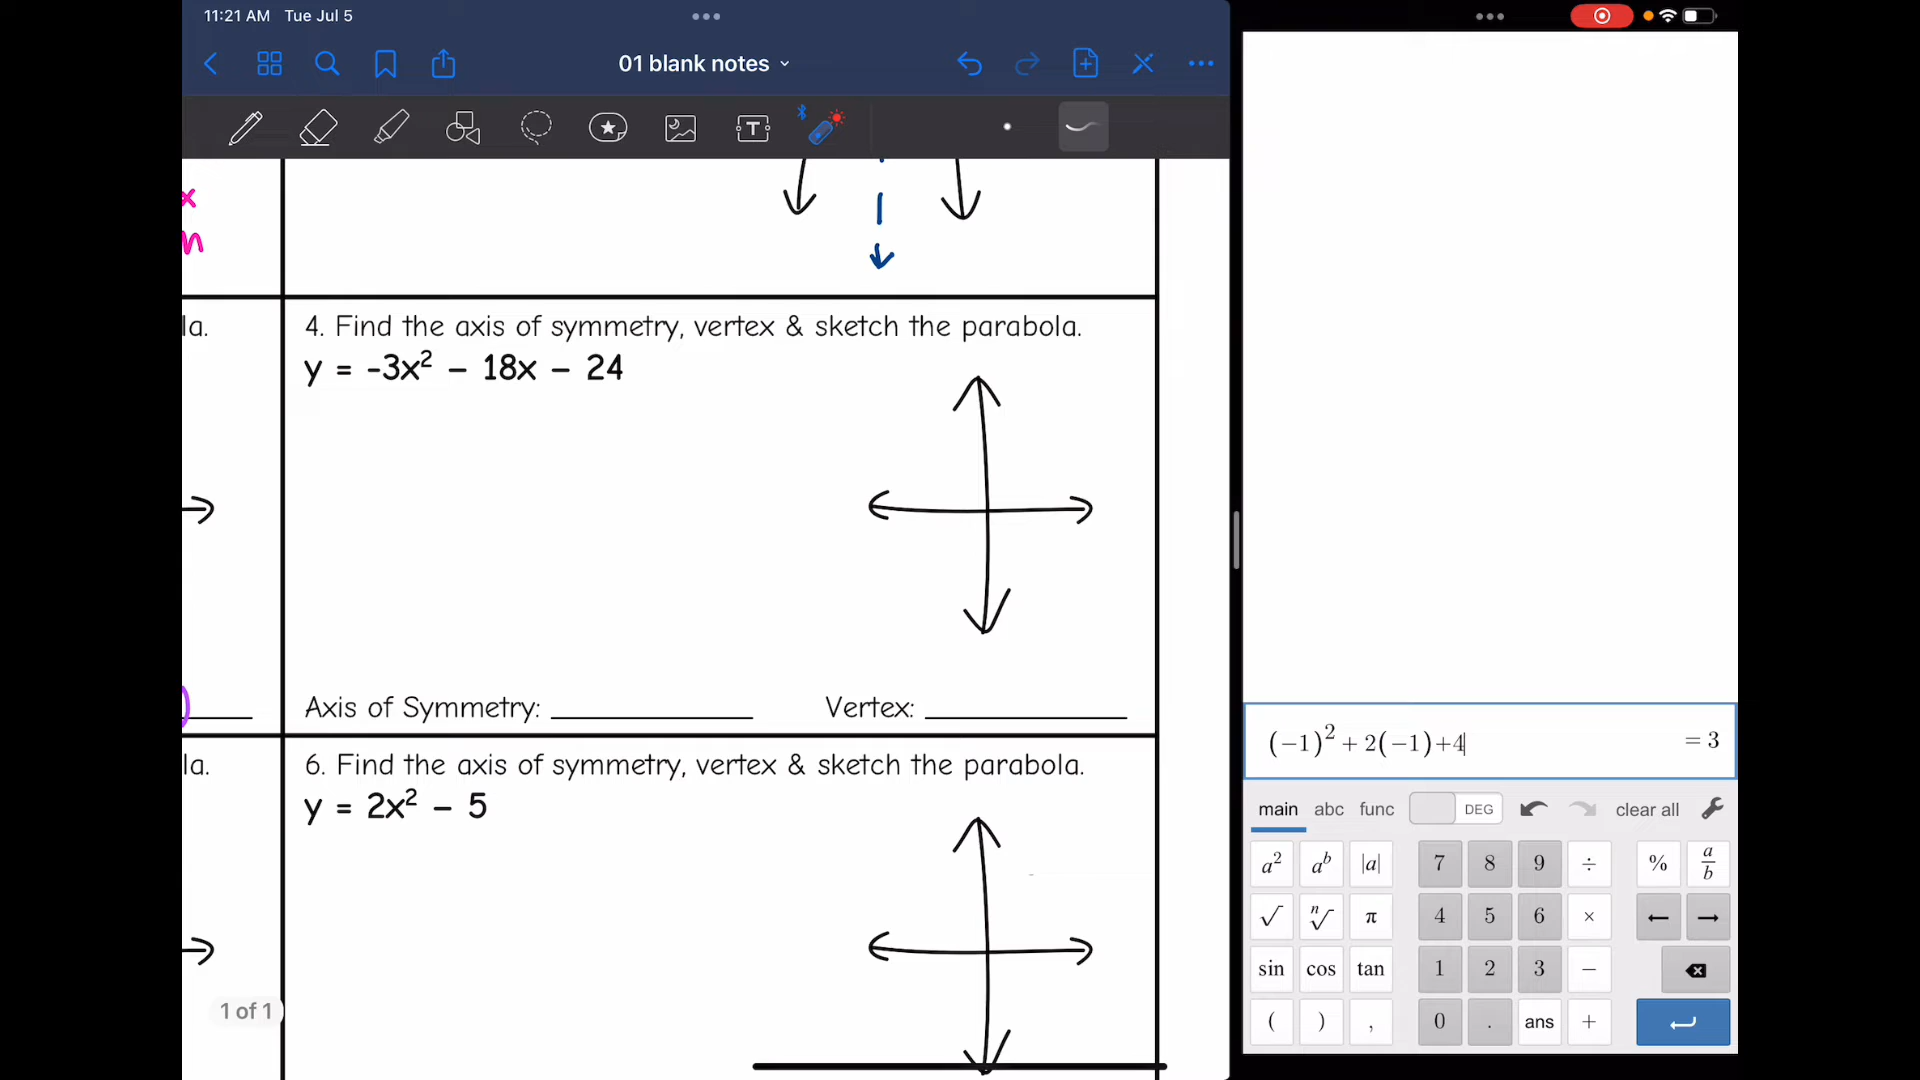 11:21 AM Tue Jul 5
01 blank notes
T
x
n
la.
4. Find the axis of symmetry, vertex & sketch the parabola.
y = -3x² – 18x – 24
Axis of Symmetry:
Vertex:
la.
6. Find the axis of symmetry, vertex & sketch the parabola.
y = 2x² – 5
1 of 1
(−1)² + 2(−1)+4 = 3
main abc func DEG clear all
a² aᵇ |a| 7 8 9 ÷ % a/b
√ ⁿ√ π 4 5 6 × ← →
sin cos tan 1 2 3 −
( ) , 0 . ans +